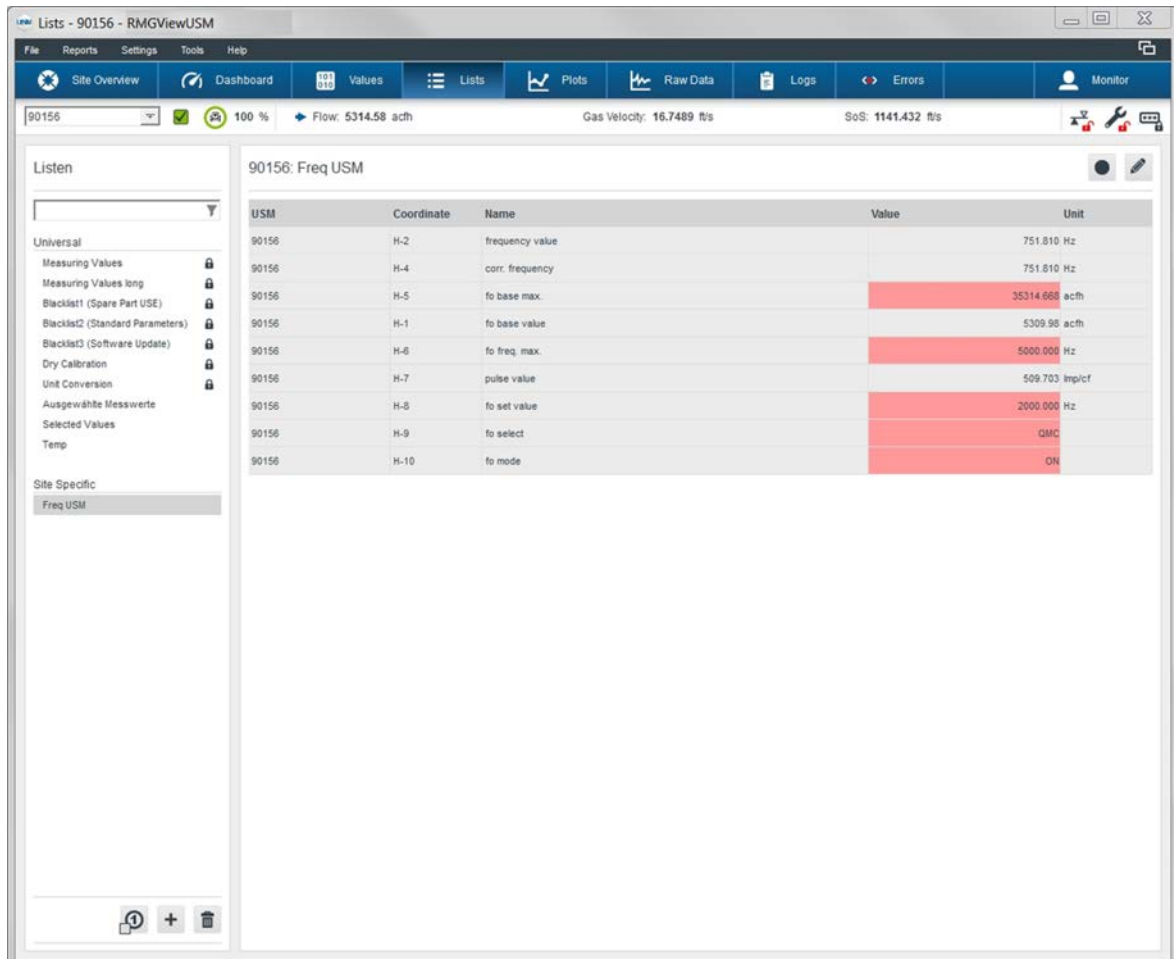 Lists - 90156 - RMGViewUSM
File Reports Settings Tools Help
Site Overview Dashboard 101 010 Values Lists Plots Raw Data Logs Errors Monitor
90156 100 % Flow: 5314.58 acfh Gas Velocity: 16.7489 ft/s SoS: 1141.432 ft/s
Listen
Universal
Measuring Values
Measuring Values long
Blacklist1 (Spare Part USE)
Blacklist2 (Standard Parameters)
Blacklist3 (Software Update)
Dry Calibration
Unit Conversion
Ausgewählte Messwerte
Selected Values
Temp
Site Specific
Freq USM
1
90156: Freq USM
USM Coordinate Name Value Unit
90156 H-2 frequency value 751.810 Hz
90156 H-4 corr. frequency 751.810 Hz
90156 H-5 fo base max. 35314.668 acfh
90156 H-1 fo base value 5309.98 acfh
90156 H-6 fo freq. max. 5000.000 Hz
90156 H-7 pulse value 509.703 Imp/cf
90156 H-8 fo set value 2000.000 Hz
90156 H-9 fo select QMC
90156 H-10 fo mode ON